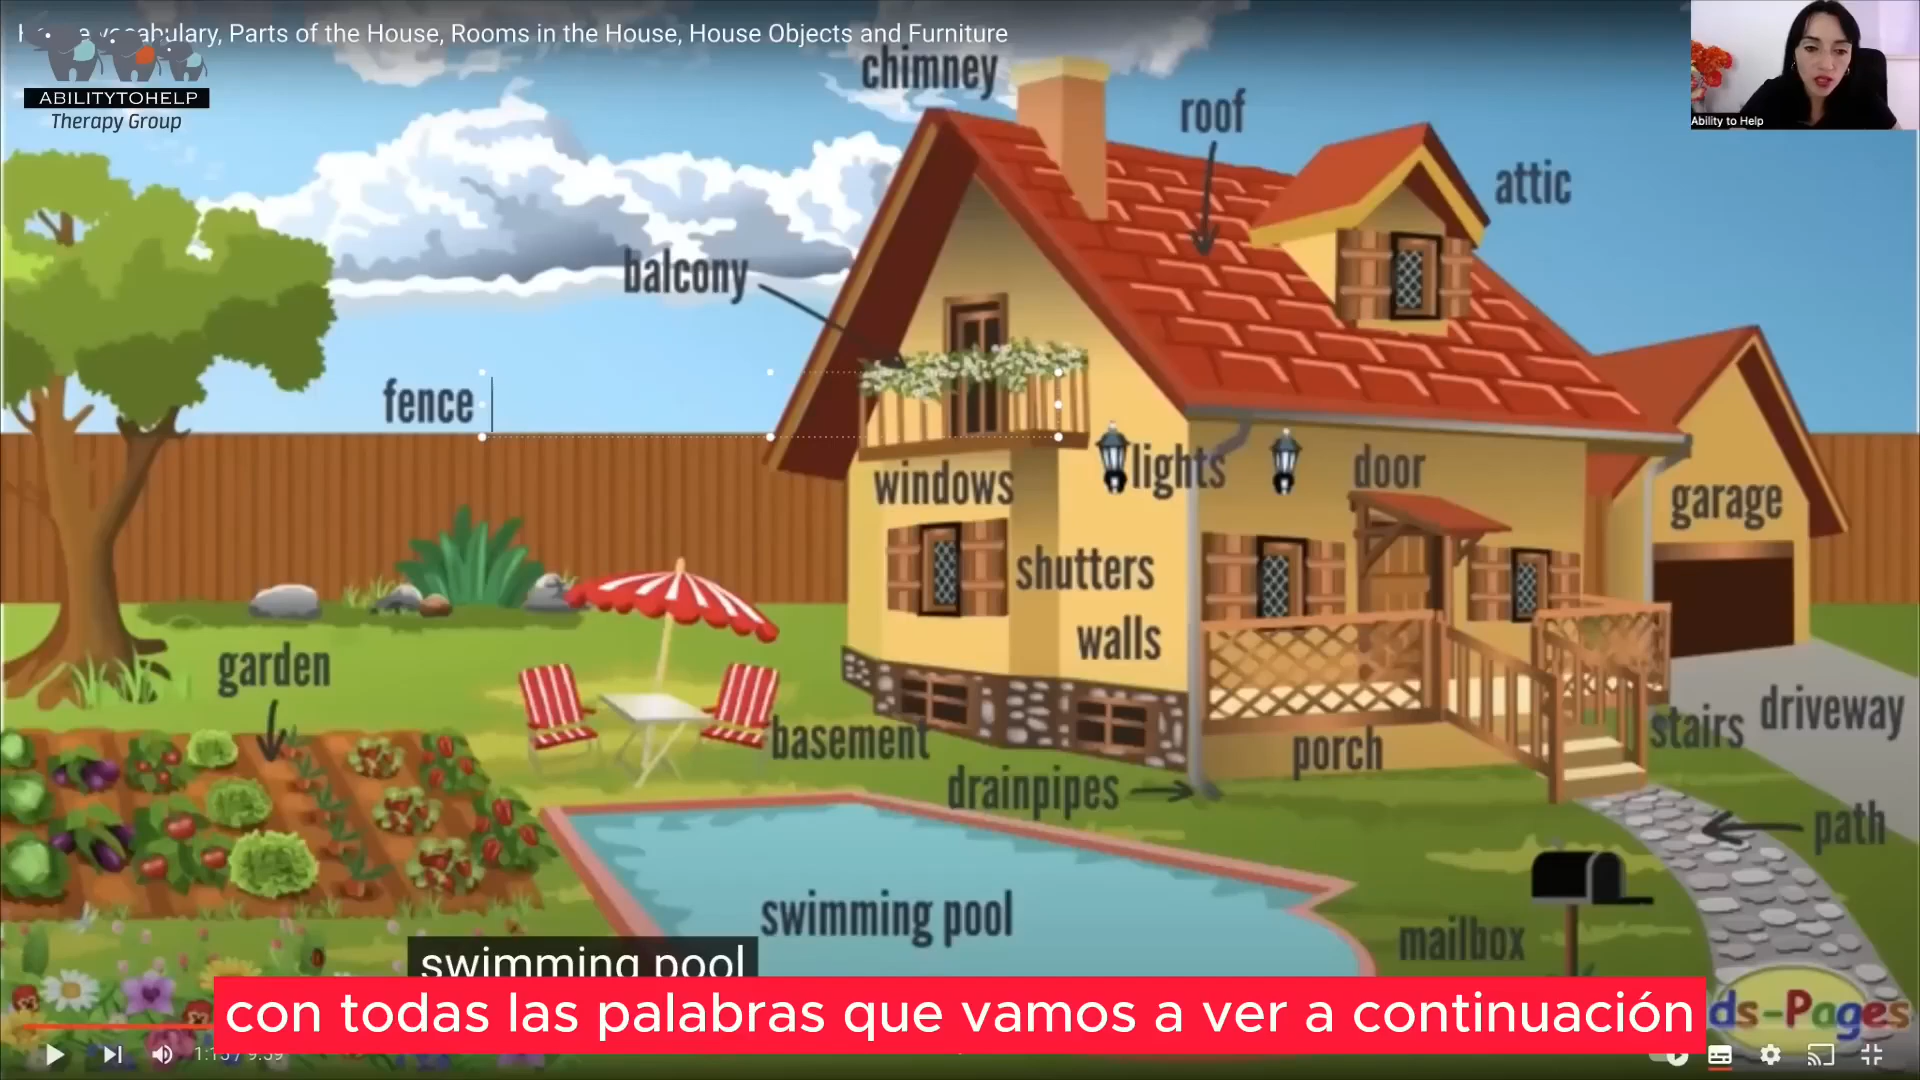 vocabulary, Parts of the House, Rooms in the House, House Objects and Furniture
ABILITYTOHELP
Therapy Group
Ability to Help
chimney
roof
attic
balcony
fence
lights
door
windows
garage
shutters
walls
garden
basement
stairs
driveway
porch
drainpipes
path
swimming pool
mailbox
swimming pool
con todas las palabras que vamos a ver a continuación
ds-Pages